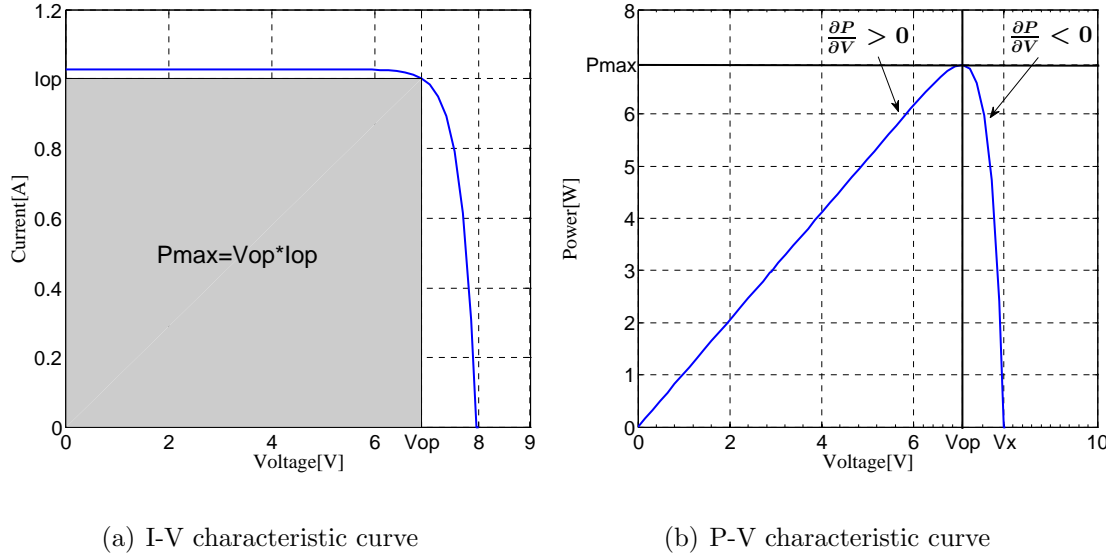 1.2
Iop
0.8
0.6
0.4
0.2
0
Current[A]
Pmax=Vop*Iop
0 2 4 6 Vop 8 9
Voltage[V]
(a) I-V characteristic curve
8
Pmax
6
5
4
3
2
1
0
Power[W]
∂P/∂V > 0
∂P/∂V < 0
0 2 4 6 Vop Vx 10
Voltage[V]
(b) P-V characteristic curve